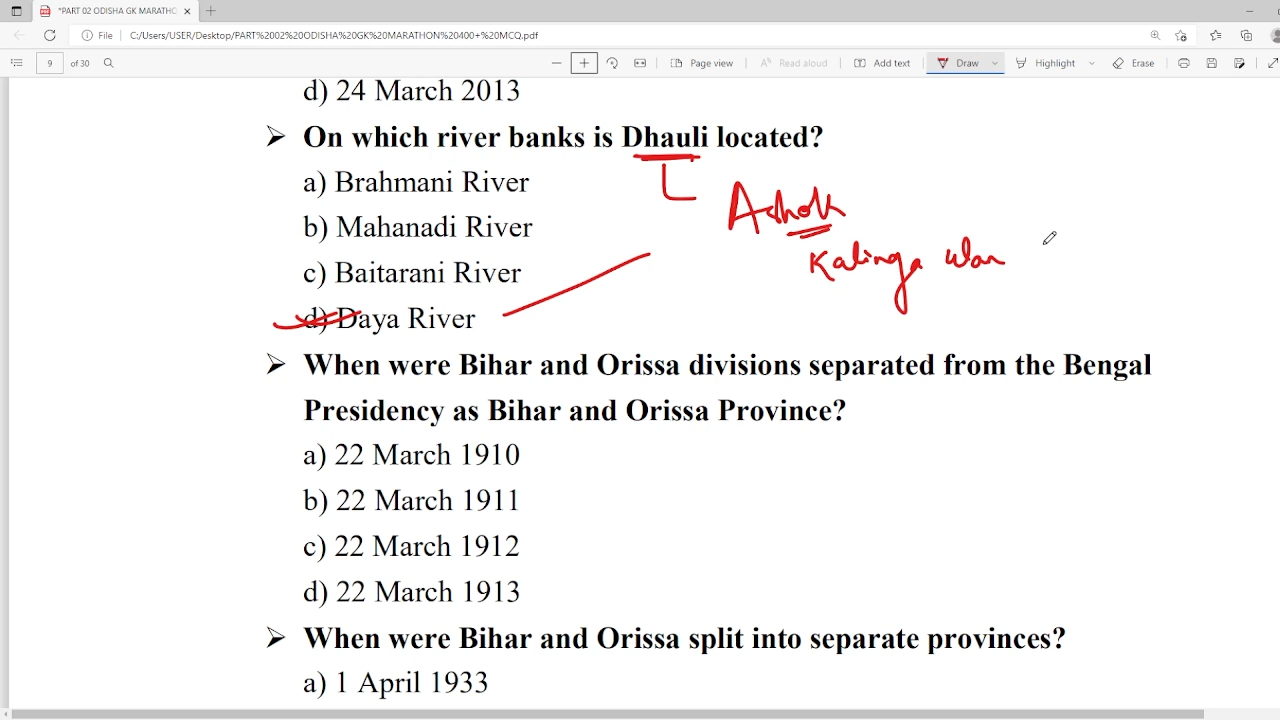 *PART 02 ODISHA GK MARATHO
File C:/Users/USER/Desktop/PART%2002%20ODISHA%20GK%20MARATHON%20400+%20MCQ.pdf
9 of 30 Page view Read aloud Add text Draw Highlight Erase
d) 24 March 2013
➢ On which river banks is Dhauli located?
a) Brahmani River
Ashok
b) Mahanadi River
Kalinga war
c) Baitarani River
d) Daya River
➢ When were Bihar and Orissa divisions separated from the Bengal
Presidency as Bihar and Orissa Province?
a) 22 March 1910
b) 22 March 1911
c) 22 March 1912
d) 22 March 1913
➢ When were Bihar and Orissa split into separate provinces?
a) 1 April 1933